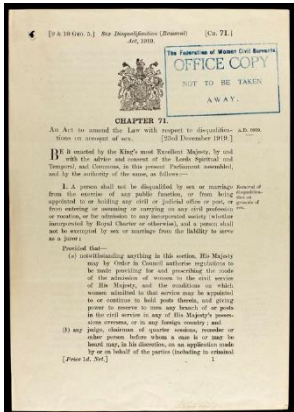 [9 & 10 GEO. 5.] Sex Disqualification (Removal) [CH. 71.]
Act, 1919.
The Federation of Women Civil Servants
OFFICE COPY
NOT TO BE TAKEN
AWAY.
CHAPTER 71.
An Act to amend the Law with respect to disqualifica-
tions on account of sex. [23rd December 1919.]
A.D. 1919.
BE it enacted by the King's most Excellent Majesty, by and
with the advice and consent of the Lords Spiritual and
Temporal, and Commons, in this present Parliament assembled,
and by the authority of the same, as follows:—
1. A person shall not be disqualified by sex or marriage
from the exercise of any public function, or from being
appointed to or holding any civil or judicial office or post, or
from entering or assuming or carrying on any civil profession
or vocation, or for admission to any incorporated society (whether
incorporated by Royal Charter or otherwise), and a person shall
not be exempted by sex or marriage from the liability to serve
as a juror:
Removal of
disqualifica-
tion on
grounds of
sex.
Provided that—
(a) notwithstanding anything in this section, His Majesty
may by Order in Council authorise regulations to
be made providing for and prescribing the mode
of the admission of women to the civil service
of His Majesty, and the conditions on which
women admitted to that service may be appointed
to or continue to hold posts therein, and giving
power to reserve to men any branch of or posts
in the civil service in any of His Majesty's posses-
sions overseas, or in any foreign country; and
(b) any judge, chairman of quarter sessions, recorder or
other person before whom a case is or may be
heard may, in his discretion, on an application made
by or on behalf of the parties (including in criminal
[Price 1d. Net.] 1